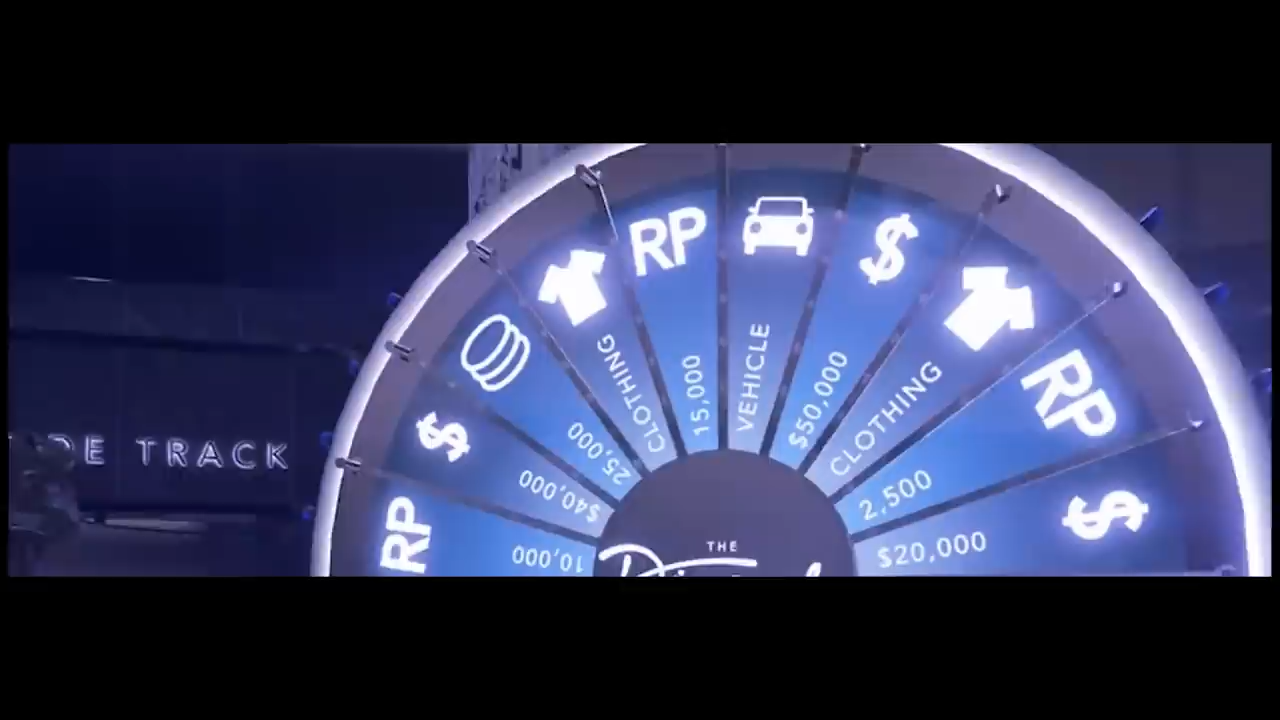 DE TRACK
RP
10,000
$
$40,000
25,000
CLOTHING
RP
15,000
VEHICLE
$
$50,000
CLOTHING
RP
2,500
$
$20,000
THE